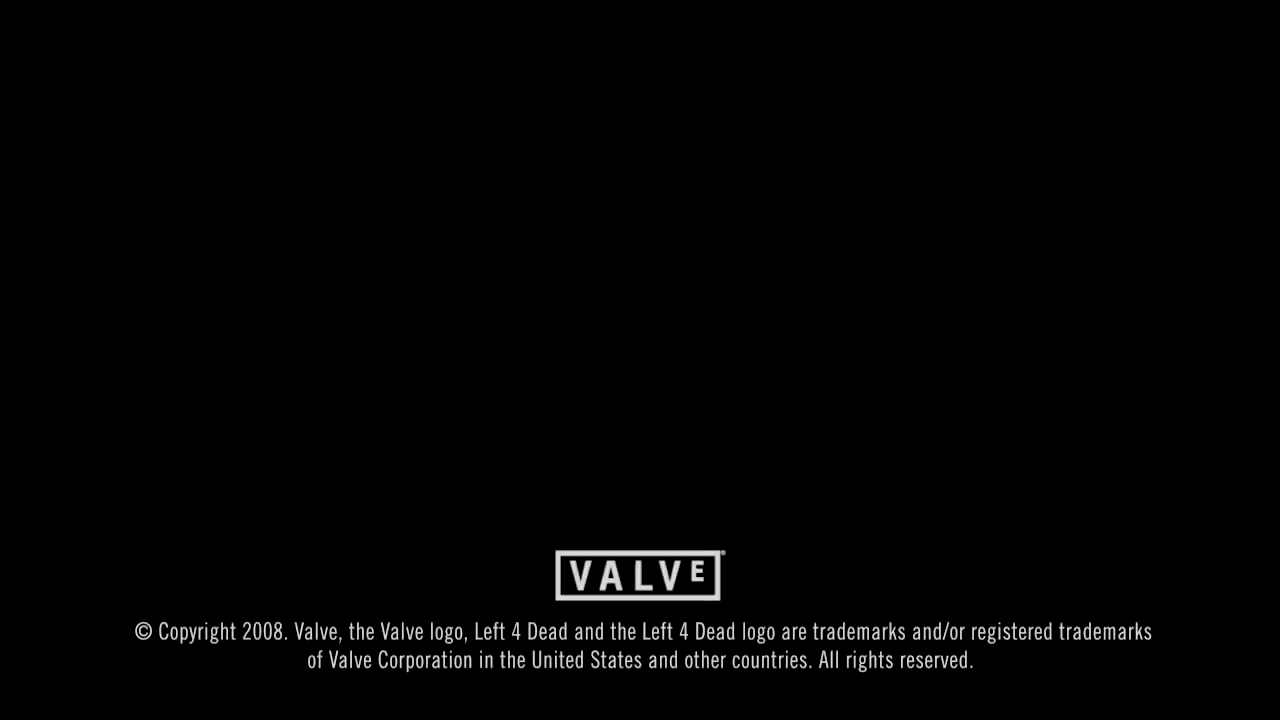 VALVE
© Copyright 2008. Valve, the Valve logo, Left 4 Dead and the Left 4 Dead logo are trademarks and/or registered trademarks
of Valve Corporation in the United States and other countries. All rights reserved.